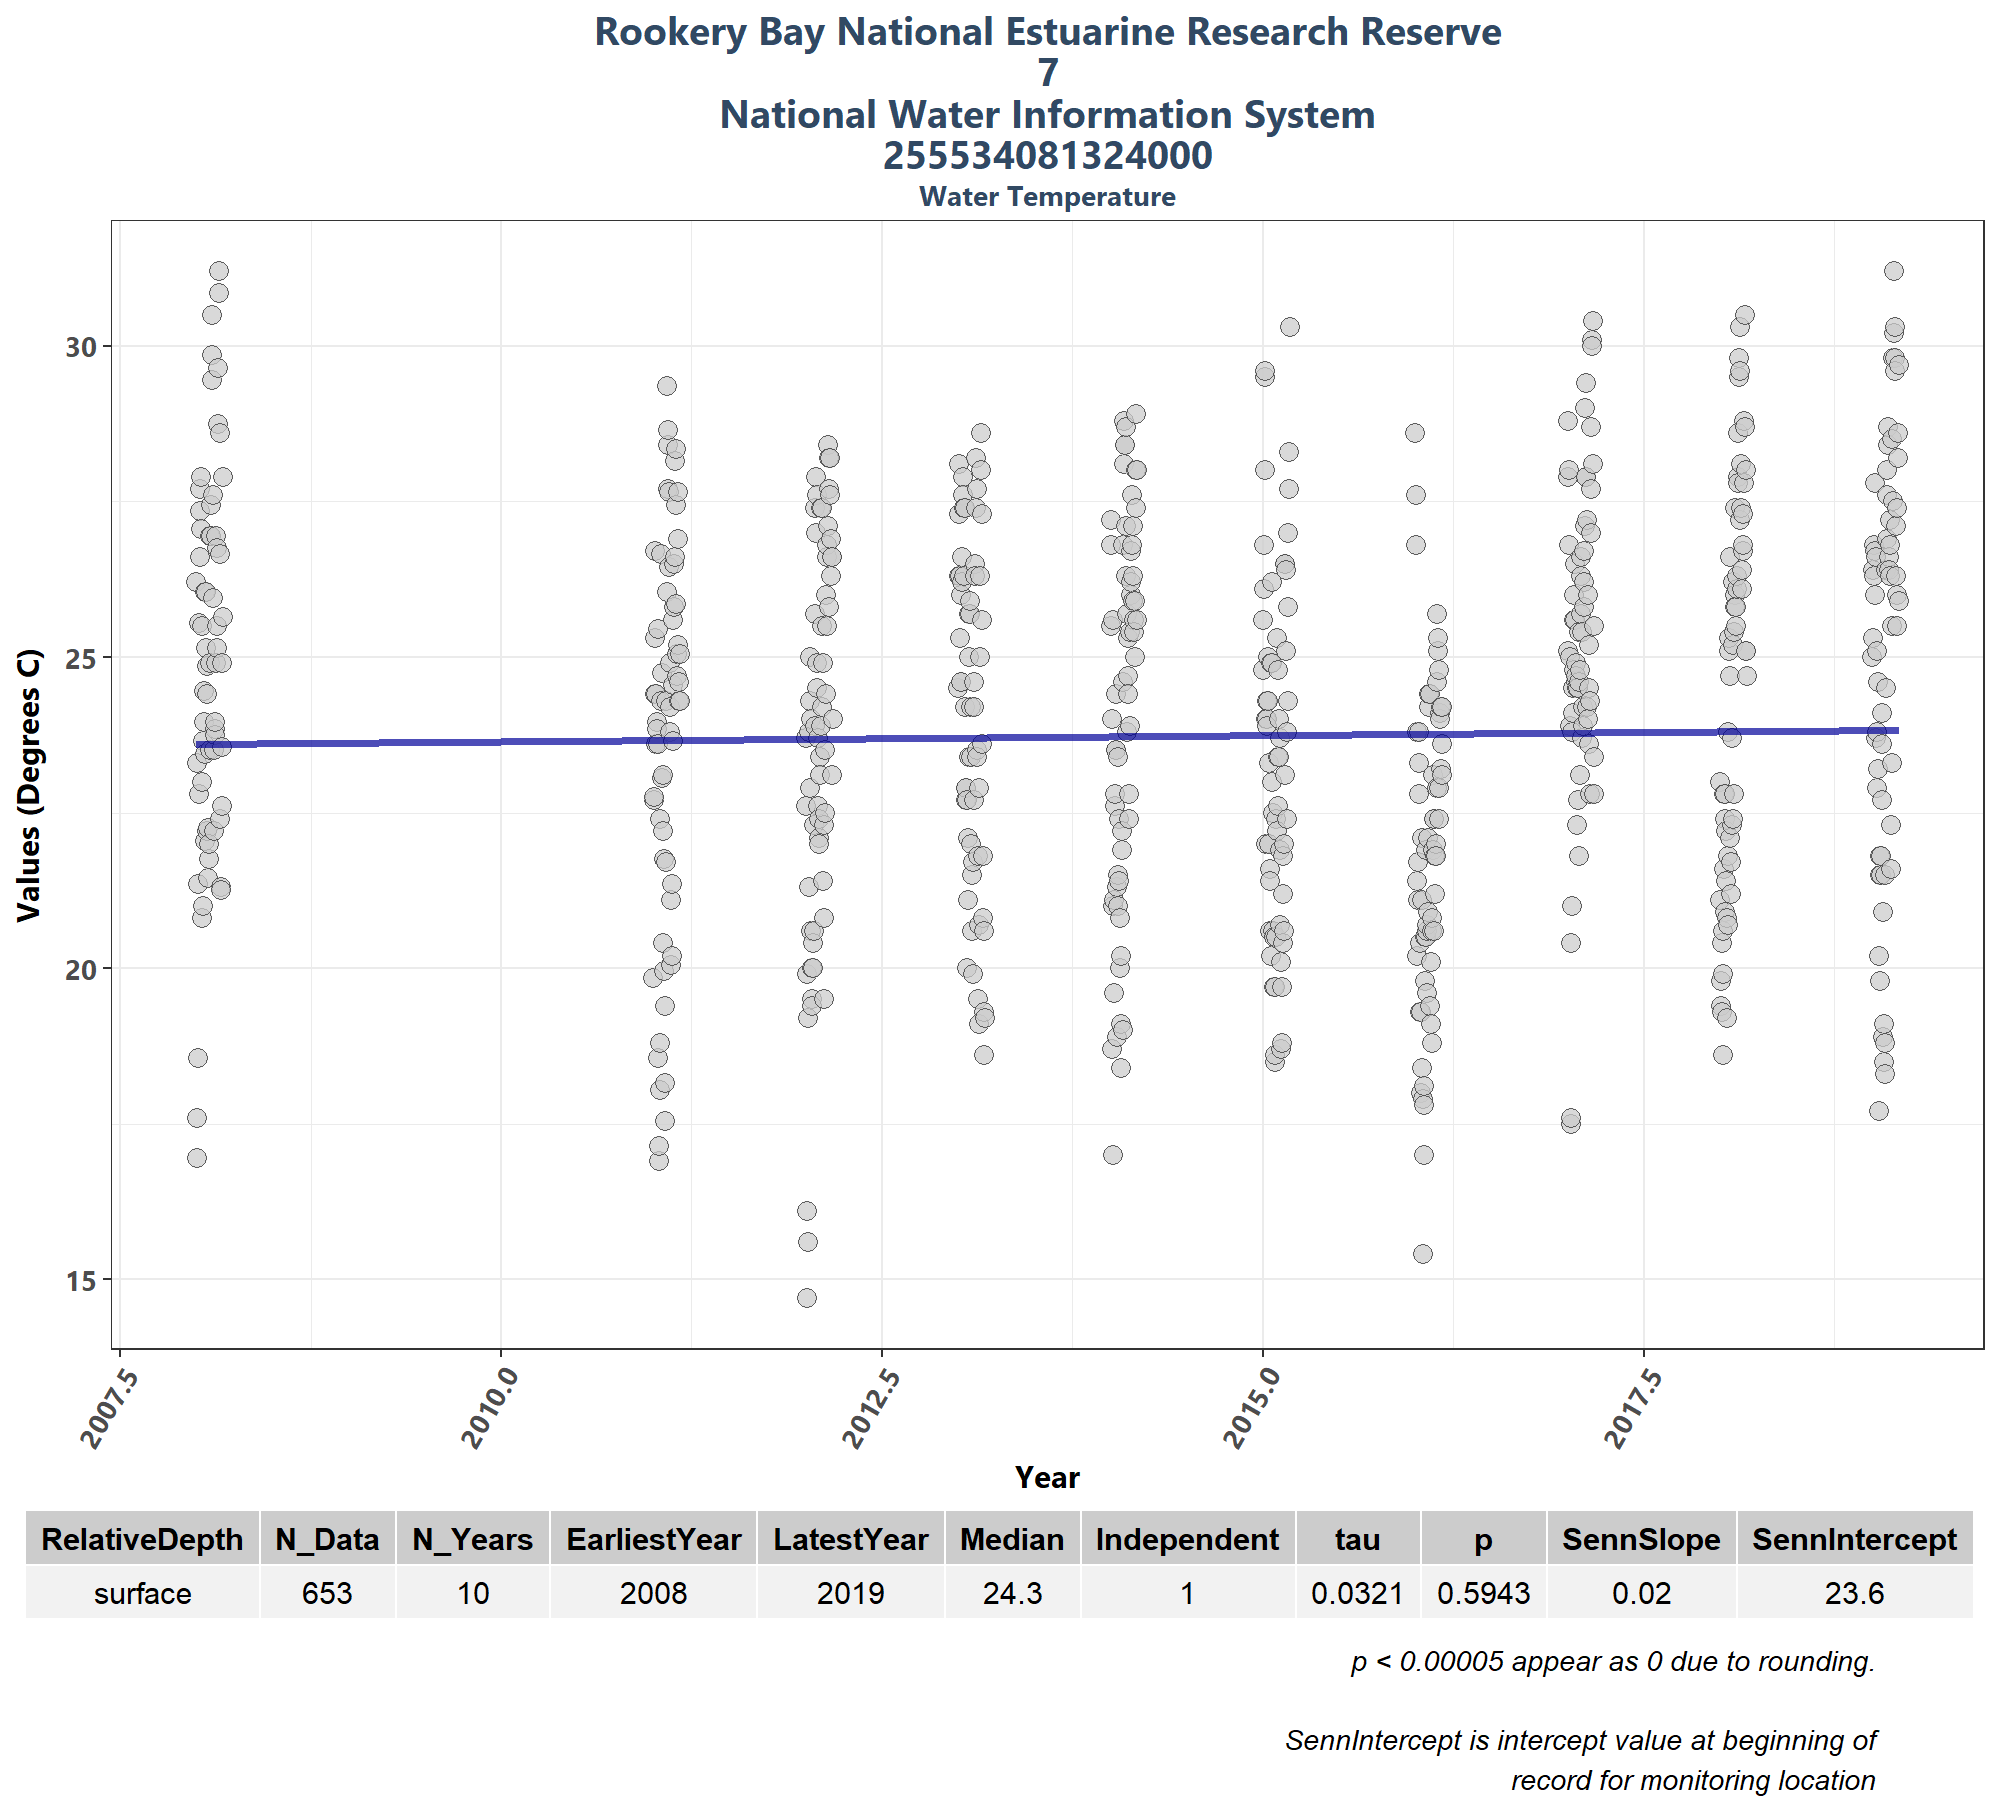 Rookery Bay National Estuarine Research Reserve
7
National Water Information System
255534081324000
Water Temperature
Values (Degrees C)
30
25
20
15
2007.5 2010.0 2012.5 2015.0 2017.5
Year
RelativeDepth N_Data N_Years EarliestYear LatestYear Median Independent tau p SennSlope SennIntercept
surface 653 10 2008 2019 24.3 1 0.0321 0.5943 0.02 23.6
p < 0.00005 appear as 0 due to rounding.
SennIntercept is intercept value at beginning of
record for monitoring location